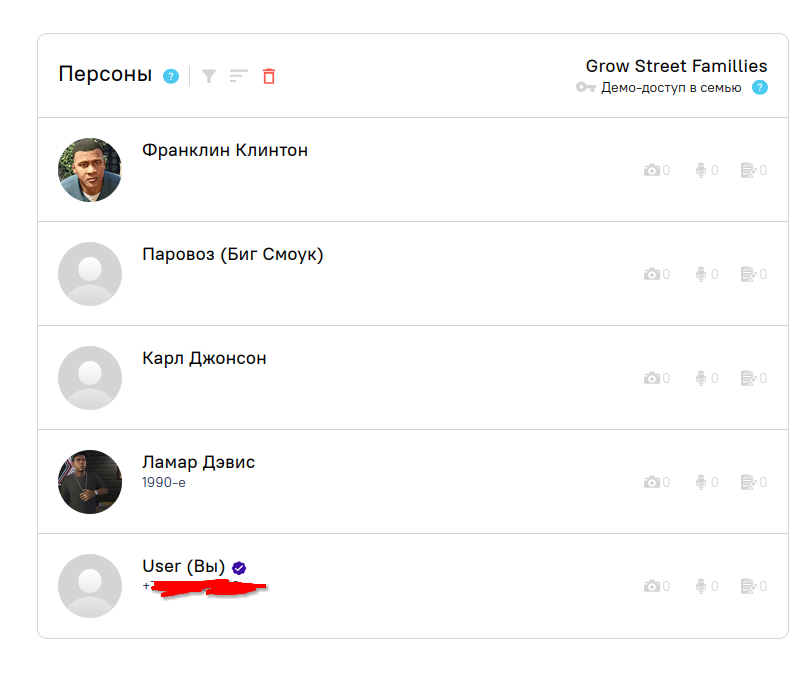 Персоны ?
Grow Street Famillies
Демо-доступ в семью ?
Франклин Клинтон
0 0 0
Паровоз (Биг Смоук)
0 0 0
Карл Джонсон
0 0 0
Ламар Дэвис
1990-е
0 0 0
User (Вы)
+
0 0 0